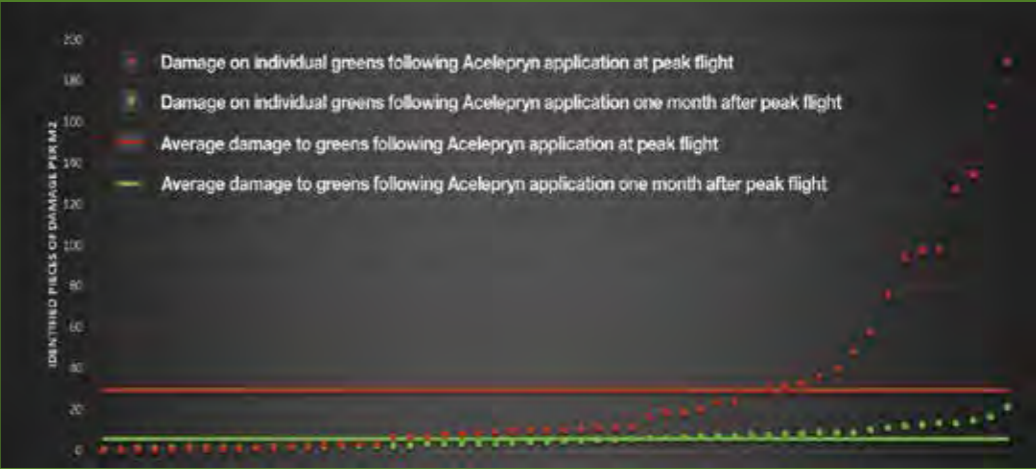 200
180
160
140
120
100
80
60
40
20
0
IDENTIFIED PIECES OF DAMAGE PER M2
Damage on individual greens following Acelepryn application at peak flight
Damage on individual greens following Acelepryn application one month after peak flight
Average damage to greens following Acelepryn application at peak flight
Average damage to greens following Acelepryn application one month after peak flight